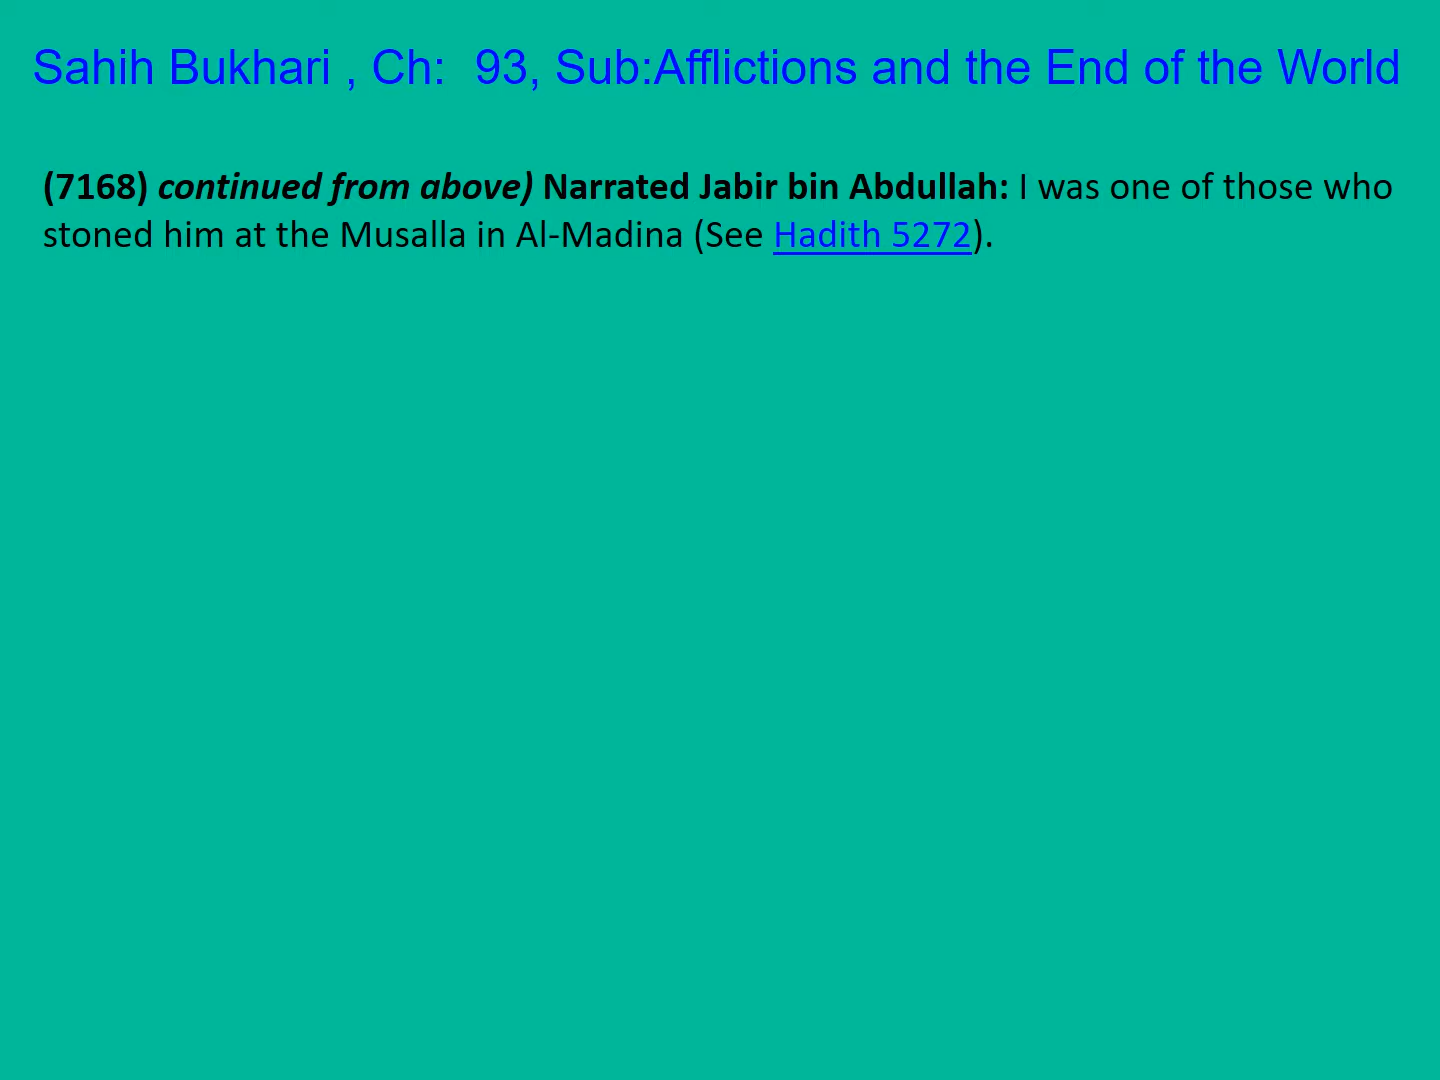 Sahih Bukhari , Ch:  93, Sub:Afflictions and the End of the World
(7168) continued from above) Narrated Jabir bin Abdullah: I was one of those who
stoned him at the Musalla in Al-Madina (See Hadith 5272).